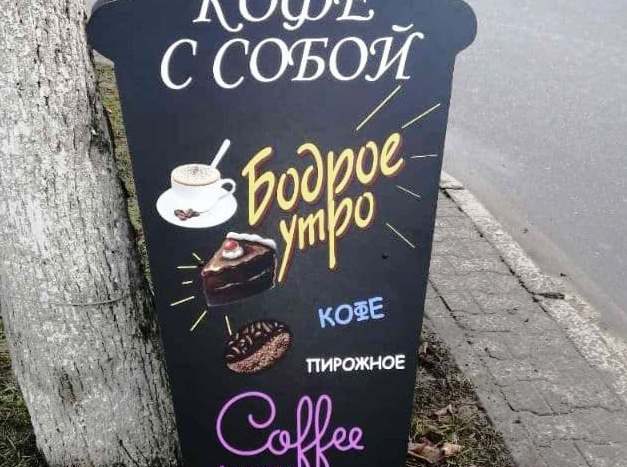 КОФЕ
С СОБОЙ
Бодрое
утро
КОФЕ
ПИРОЖНОЕ
Coffee